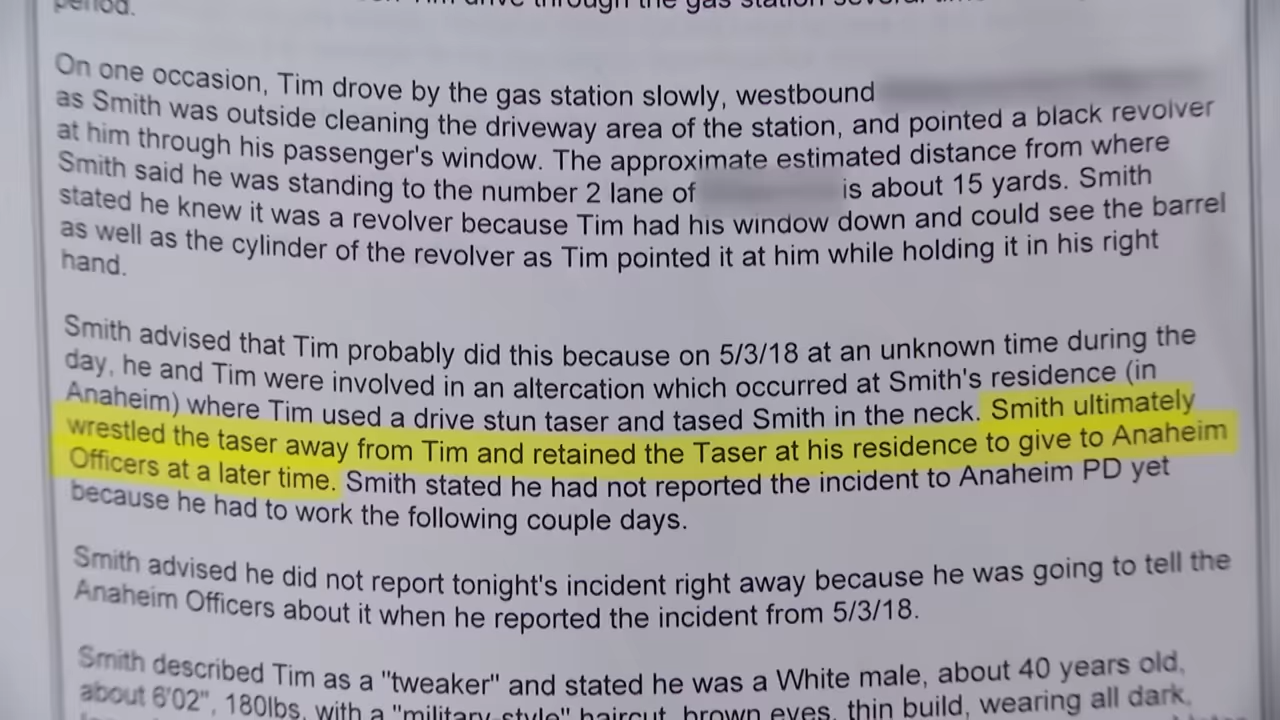 period.
Tim drive through the gas station several
On one occasion, Tim drove by the gas station slowly, westbound
as Smith was outside cleaning the driveway area of the station, and pointed a black revolver
at him through his passenger's window. The approximate estimated distance from where
Smith said he was standing to the number 2 lane of is about 15 yards. Smith
stated he knew it was a revolver because Tim had his window down and could see the barrel
as well as the cylinder of the revolver as Tim pointed it at him while holding it in his right
hand.
Smith advised that Tim probably did this because on 5/3/18 at an unknown time during the
day, he and Tim were involved in an altercation which occurred at Smith's residence (in
Anaheim) where Tim used a drive stun taser and tased Smith in the neck. Smith ultimately
wrestled the taser away from Tim and retained the Taser at his residence to give to Anaheim
Officers at a later time. Smith stated he had not reported the incident to Anaheim PD yet
because he had to work the following couple days.
Smith advised he did not report tonight's incident right away because he was going to tell the
Anaheim Officers about it when he reported the incident from 5/3/18.
Smith described Tim as a "tweaker" and stated he was a White male, about 40 years old,
about 6'02", 180lbs, with a "military-style" haircut, brown eyes, thin build, wearing all dark,